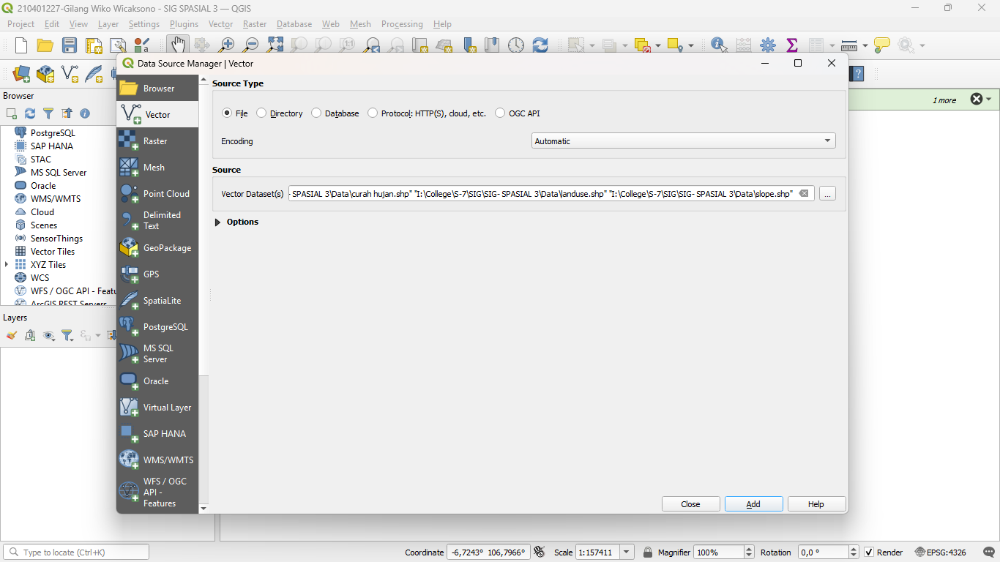 210401227-Gilang Wiko Wicaksono - SIG SPASIAL 3 — QGIS
Project Edit View Layer Settings Plugins Vector Raster Database Web Mesh Processing Help
Data Source Manager | Vector
Browser
1 more
PostgreSQL
SAP HANA
STAC
MS SQL Server
Oracle
WMS/WMTS
Cloud
Scenes
SensorThings
Vector Tiles
XYZ Tiles
WCS
WFS / OGC API - Featu
ArcGIS REST Servers
Layers
Browser
Vector
Raster
Mesh
Point Cloud
Delimited
Text
GeoPackage
GPS
SpatiaLite
PostgreSQL
MS SQL
Server
Oracle
Virtual Layer
SAP HANA
WMS/WMTS
WFS / OGC
API -
Features
Source Type
File Directory Database Protocol: HTTP(S), cloud, etc. OGC API
Encoding Automatic
Source
Vector Dataset(s) - SPASIAL 3\Data\curah hujan.shp" "I:\College\S-7\SIG\SIG- SPASIAL 3\Data\landuse.shp" "I:\College\S-7\SIG\SIG- SPASIAL 3\Data\slope.shp" ...
Options
Close Add Help
Type to locate (Ctrl+K) Coordinate -6,7243° 106,7966° Scale 1:157411 Magnifier 100% Rotation 0,0 ° Render EPSG:4326